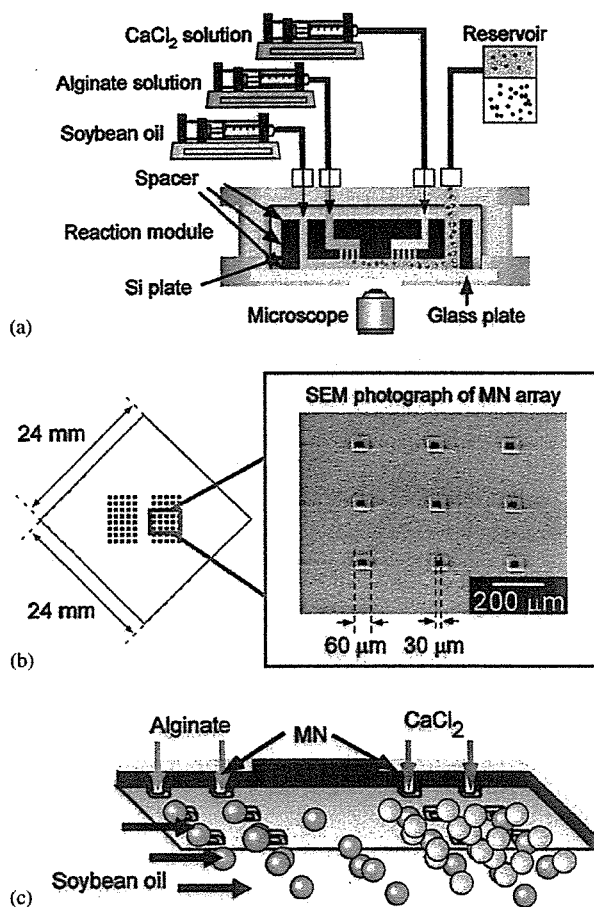 CaCl2 solution
Reservoir
Alginate solution
Soybean oil
Spacer
Reaction module
Si plate
Microscope
Glass plate
(a)
SEM photograph of MN array
24 mm
24 mm
200 μm
60 μm
30 μm
(b)
Alginate
MN
CaCl2
Soybean oil
(c)